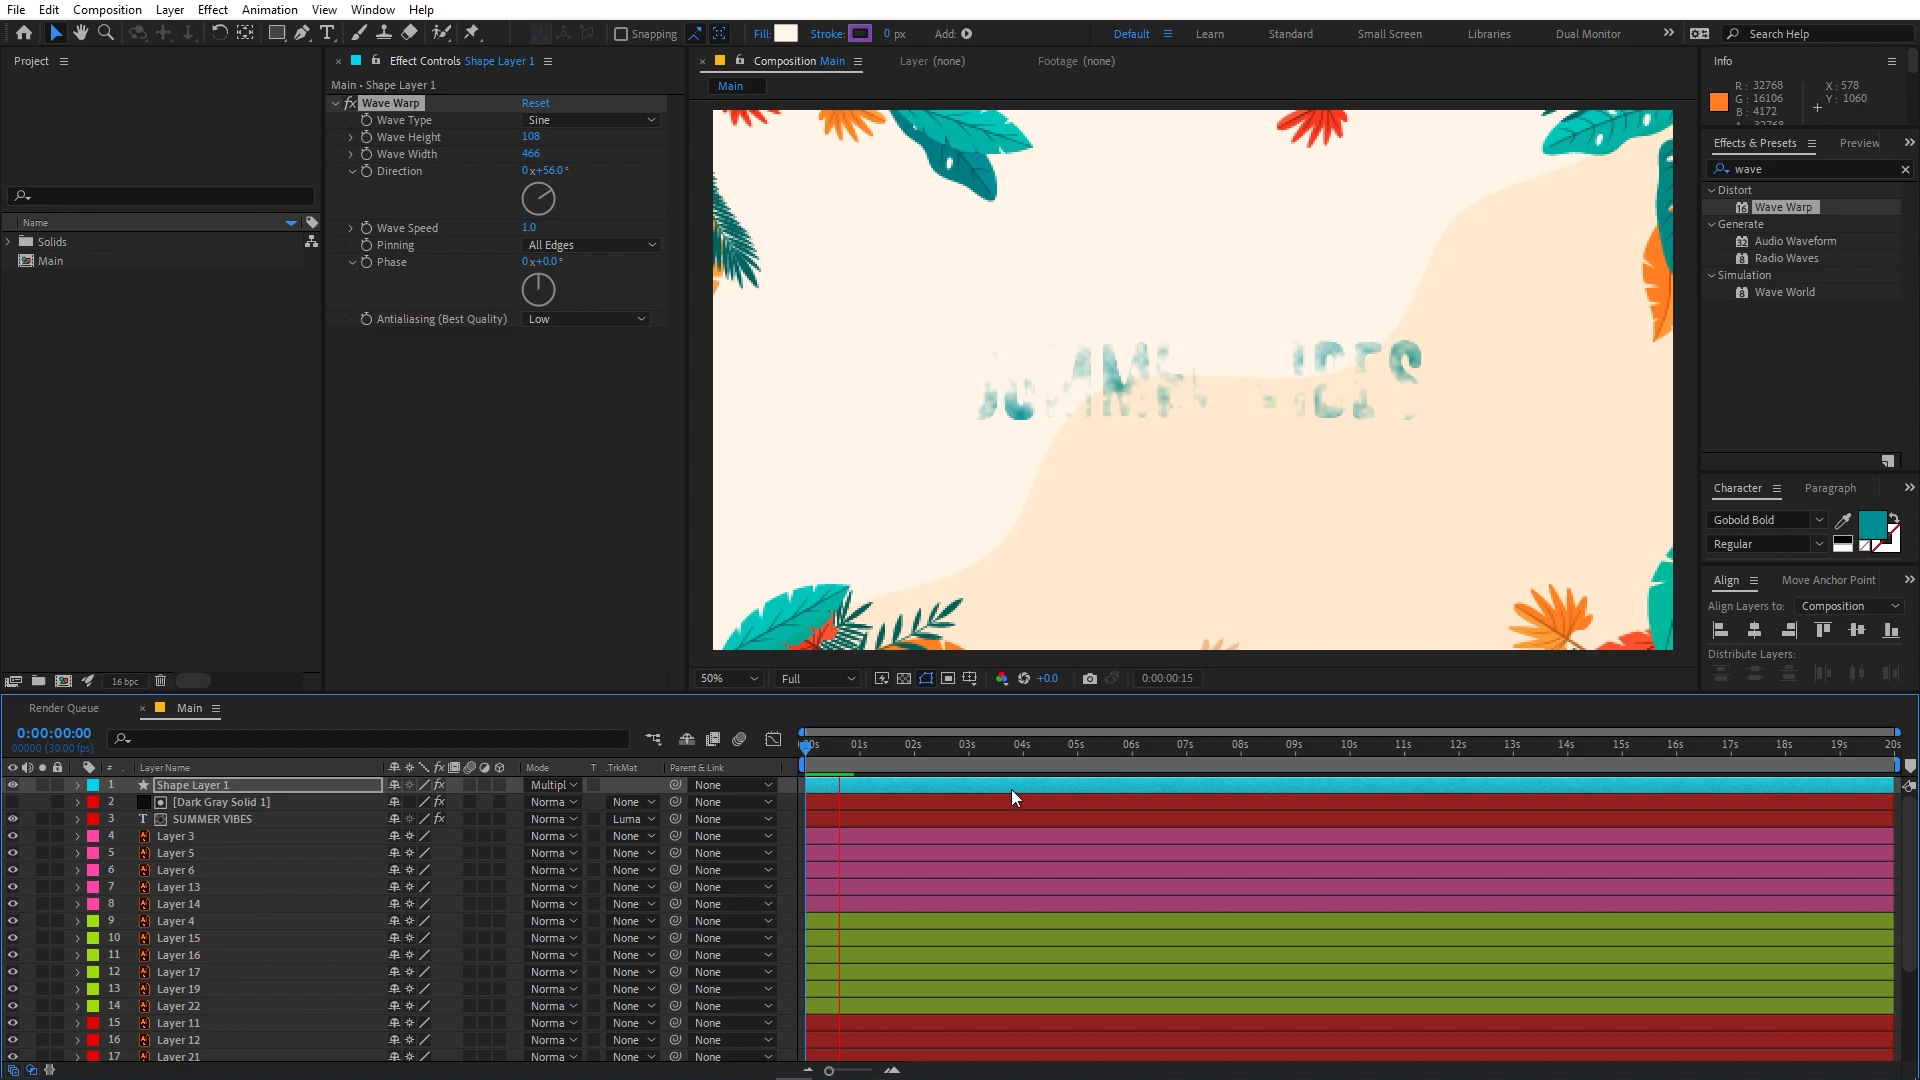 File Edit Composition Layer Effect Animation View Window Help
Snapping Fill: Stroke: 0 px Add: Default Learn Standard Small Screen Libraries Dual Monitor Search Help
Project
Name
Solids
Main
16 bpc
Effect Controls Shape Layer 1
Main • Shape Layer 1
fx Wave Warp Reset
Wave Type Sine
Wave Height 108
Wave Width 466
Direction 0 x+56.0°
Wave Speed 1.0
Pinning All Edges
Phase 0 x+0.0°
Antialiasing (Best Quality) Low
Composition Main Layer (none) Footage (none)
Main
50% Full +0.0 0:00:00:15
Info
R : 32768 X : 578
G : 16106 Y : 1060
B : 4172
Effects & Presets Preview
wave
Distort
Wave Warp
Generate
Audio Waveform
Radio Waves
Simulation
Wave World
Character Paragraph
Gobold Bold
Regular
Align Move Anchor Point
Align Layers to: Composition
Distribute Layers:
Render Queue Main
0:00:00:00
00000 (30.00 fps)
01s 02s 03s 04s 05s 06s 07s 08s 09s 10s 11s 12s 13s 14s 15s 16s 17s 18s 19s 20s
# Layer Name fx Mode T .TrkMat Parent & Link
1 Shape Layer 1 fx Multipl None
2 [Dark Gray Solid 1] fx Norma None None
3 T SUMMER VIBES fx Norma Luma None
4 Layer 3 Norma None None
5 Layer 5 Norma None None
6 Layer 6 Norma None None
7 Layer 13 Norma None None
8 Layer 14 Norma None None
9 Layer 4 Norma None None
10 Layer 15 Norma None None
11 Layer 16 Norma None None
12 Layer 17 Norma None None
13 Layer 19 Norma None None
14 Layer 22 Norma None None
15 Layer 11 Norma None None
16 Layer 12 Norma None None
17 Layer 21 Norma None None